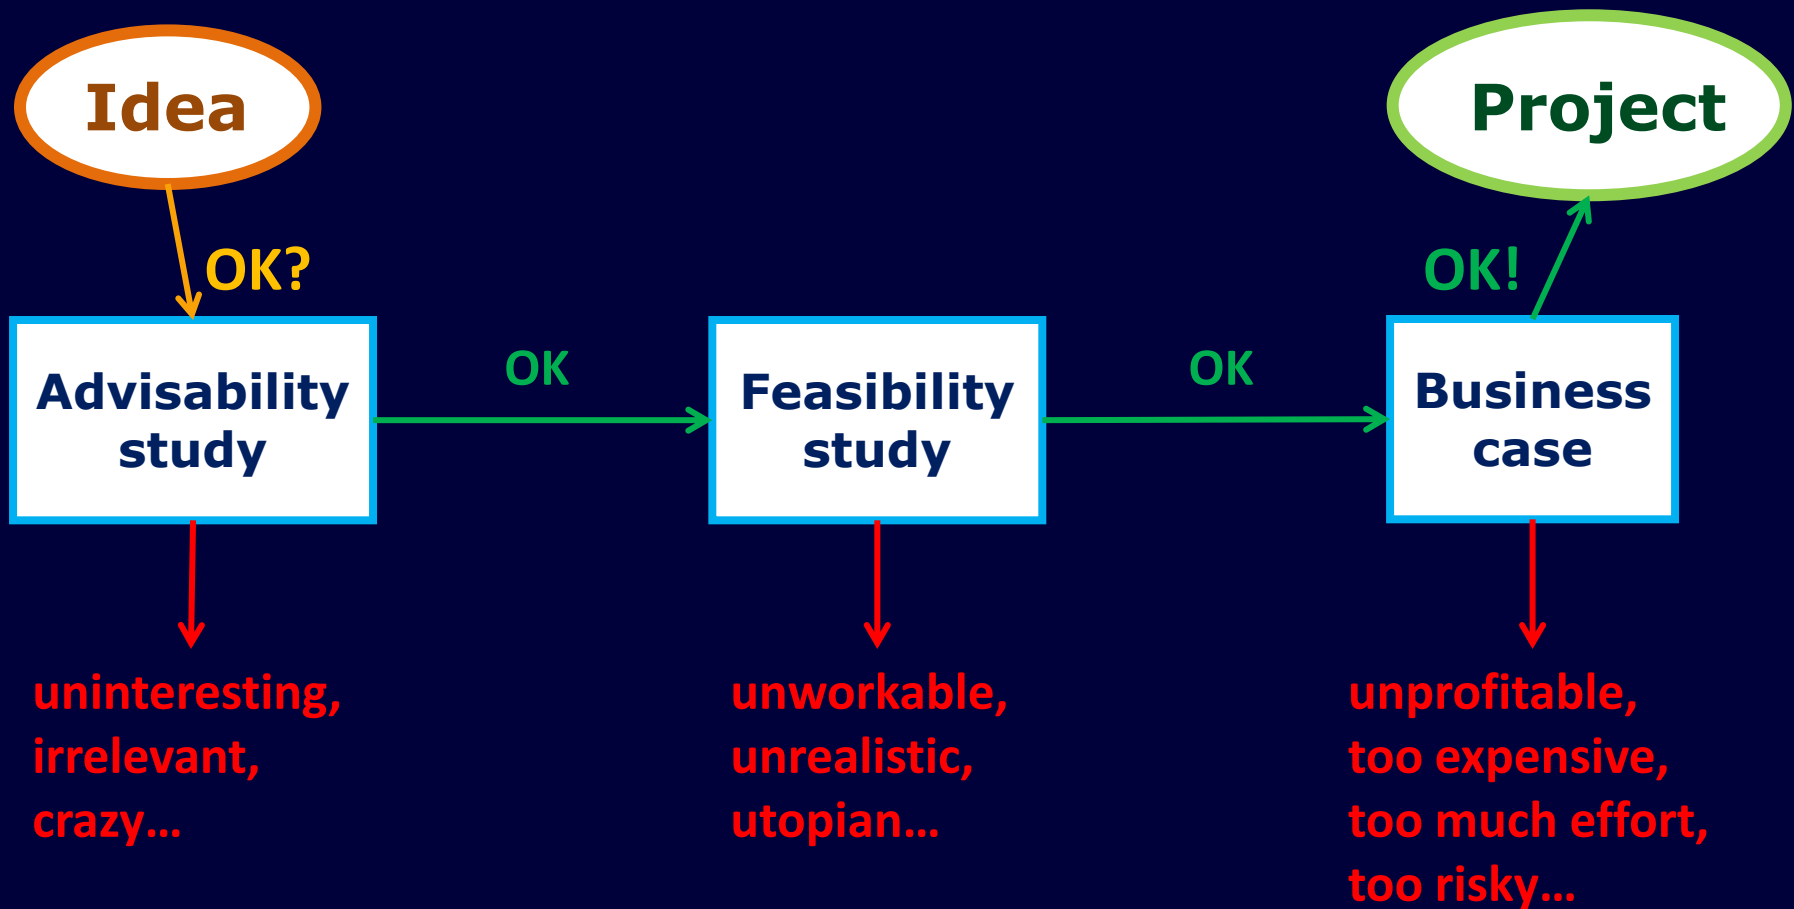 Idea
Project
OK?
OK!
Advisability
study
OK
Feasibility
study
OK
Business
case
uninteresting,
irrelevant,
crazy…
unworkable,
unrealistic,
utopian…
unprofitable,
too expensive,
too much effort,
too risky…